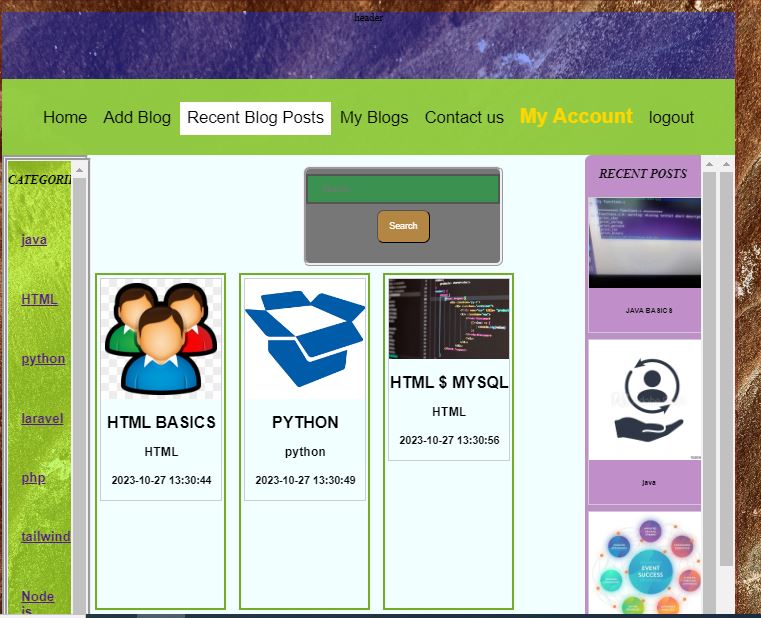 header
Home
Add Blog
Recent Blog Posts
My Blogs
Contact us
My Account
logout
CATEGORI
java
HTML
python
laravel
php
tailwind
Node
js
Search
HTML BASICS
HTML
2023-10-27 13:30:44
PYTHON
python
2023-10-27 13:30:49
HTML $ MYSQL
HTML
2023-10-27 13:30:56
RECENT POSTS
JAVA BASICS
java
EVENT
SUCCESS